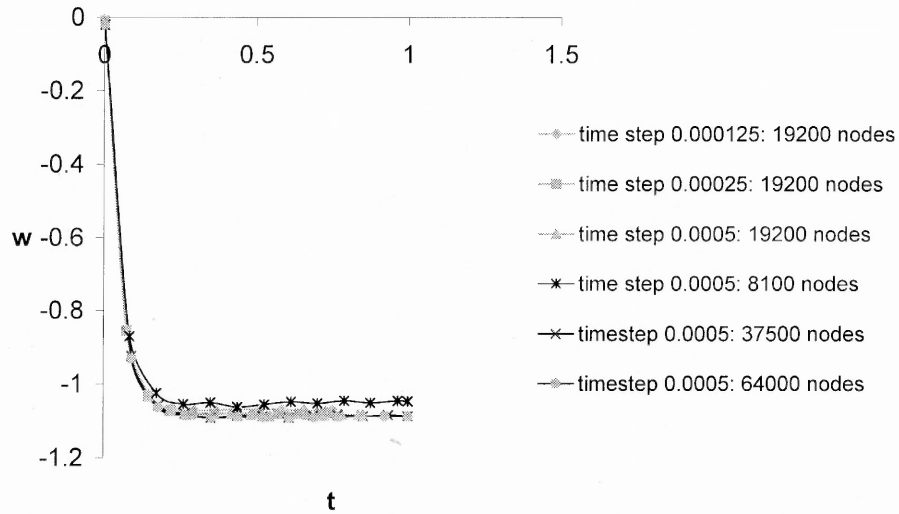 0
0 0.5 1 1.5
-0.2
-0.4
w -0.6
-0.8
-1
-1.2
t
time step 0.000125: 19200 nodes
time step 0.00025: 19200 nodes
time step 0.0005: 19200 nodes
time step 0.0005: 8100 nodes
timestep 0.0005: 37500 nodes
timestep 0.0005: 64000 nodes